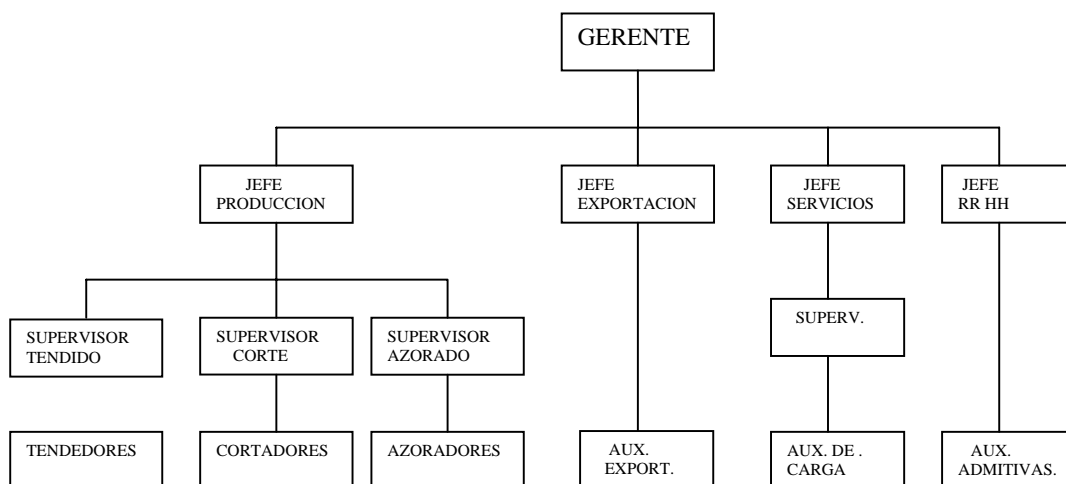 GERENTE
JEFE
PRODUCCION
JEFE
EXPORTACION
JEFE
SERVICIOS
JEFE
RR HH
SUPERV.
SUPERVISOR
TENDIDO
SUPERVISOR
CORTE
SUPERVISOR
AZORADO
TENDEDORES
CORTADORES
AZORADORES
AUX.
EXPORT.
AUX. DE .
CARGA
AUX.
ADMITIVAS.